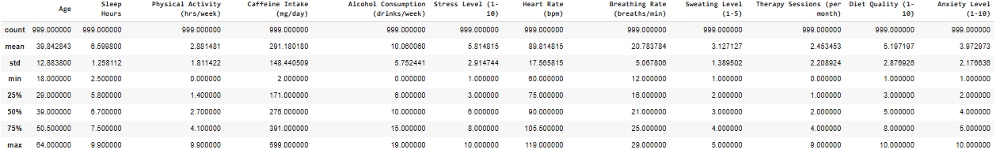 Age Sleep Hours Physical Activity (hrs/week) Caffeine Intake (mg/day) Alcohol Consumption (drinks/week) Stress Level (1-10) Heart Rate (bpm) Breathing Rate (breaths/min) Sweating Level (1-5) Therapy Sessions (per month) Diet Quality (1-10) Anxiety Level (1-10)
count 999.000000 999.000000 999.000000 999.000000 999.000000 999.000000 999.000000 999.000000 999.000000 999.000000 999.000000 999.000000
mean 39.842843 6.599800 2.881481 291.180180 10.060060 5.814815 89.814815 20.783784 3.127127 2.453453 5.197197 3.972973
std 12.883800 1.258112 1.811422 148.440509 5.752441 2.914744 17.565815 5.067806 1.389502 2.208924 2.876926 2.176636
min 18.000000 2.500000 0.000000 2.000000 0.000000 1.000000 60.000000 12.000000 1.000000 0.000000 1.000000 1.000000
25% 29.000000 5.800000 1.400000 171.000000 6.000000 3.000000 75.000000 16.000000 2.000000 1.000000 3.000000 2.000000
50% 39.000000 6.700000 2.700000 276.000000 10.000000 6.000000 90.000000 21.000000 3.000000 2.000000 5.000000 4.000000
75% 50.500000 7.500000 4.100000 391.000000 15.000000 8.000000 105.500000 25.000000 4.000000 4.000000 8.000000 5.000000
max 64.000000 9.900000 9.900000 599.000000 19.000000 10.000000 119.000000 29.000000 5.000000 9.000000 10.000000 10.000000